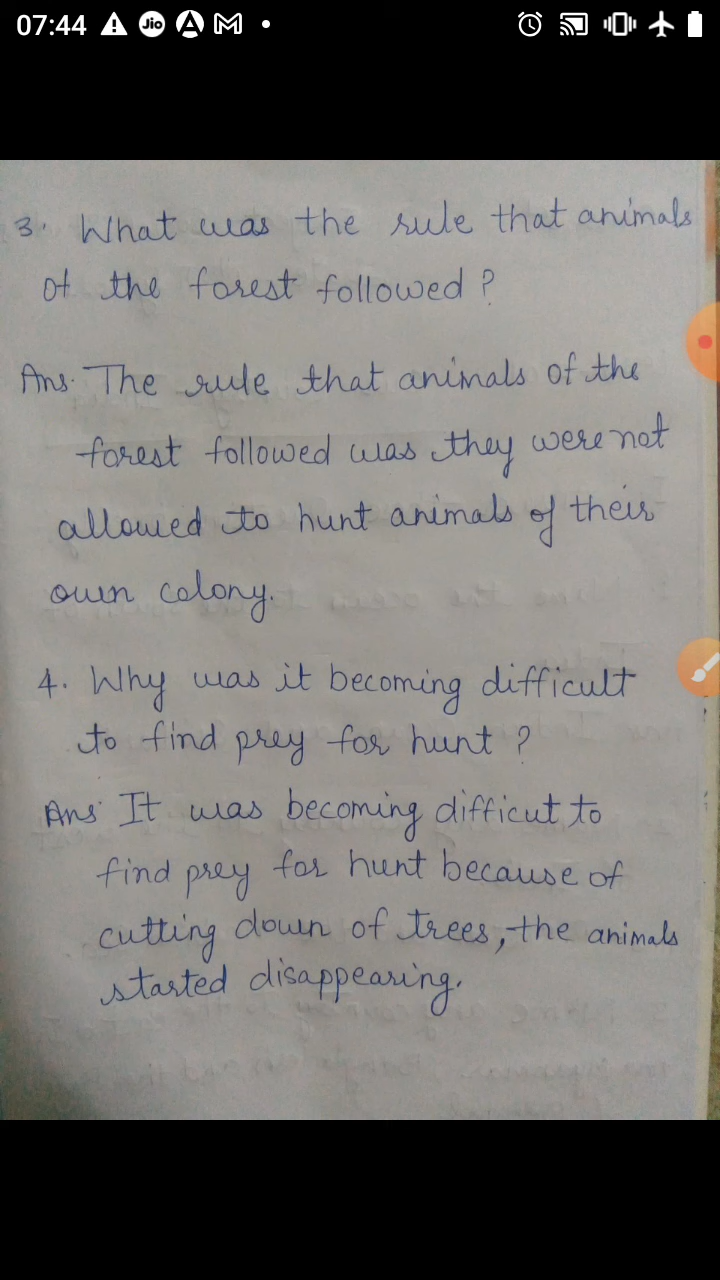 07:44
Jio
3. What was the rule that animals
of the forest followed ?
Ans. The rule that animals of the
forest followed was they were not
allowed to hunt animals of their
own colony.
4. Why was it becoming difficult
to find prey for hunt ?
Ans It was becoming difficut to
find prey for hunt because of
cutting down of trees, the animals
started disappearing.